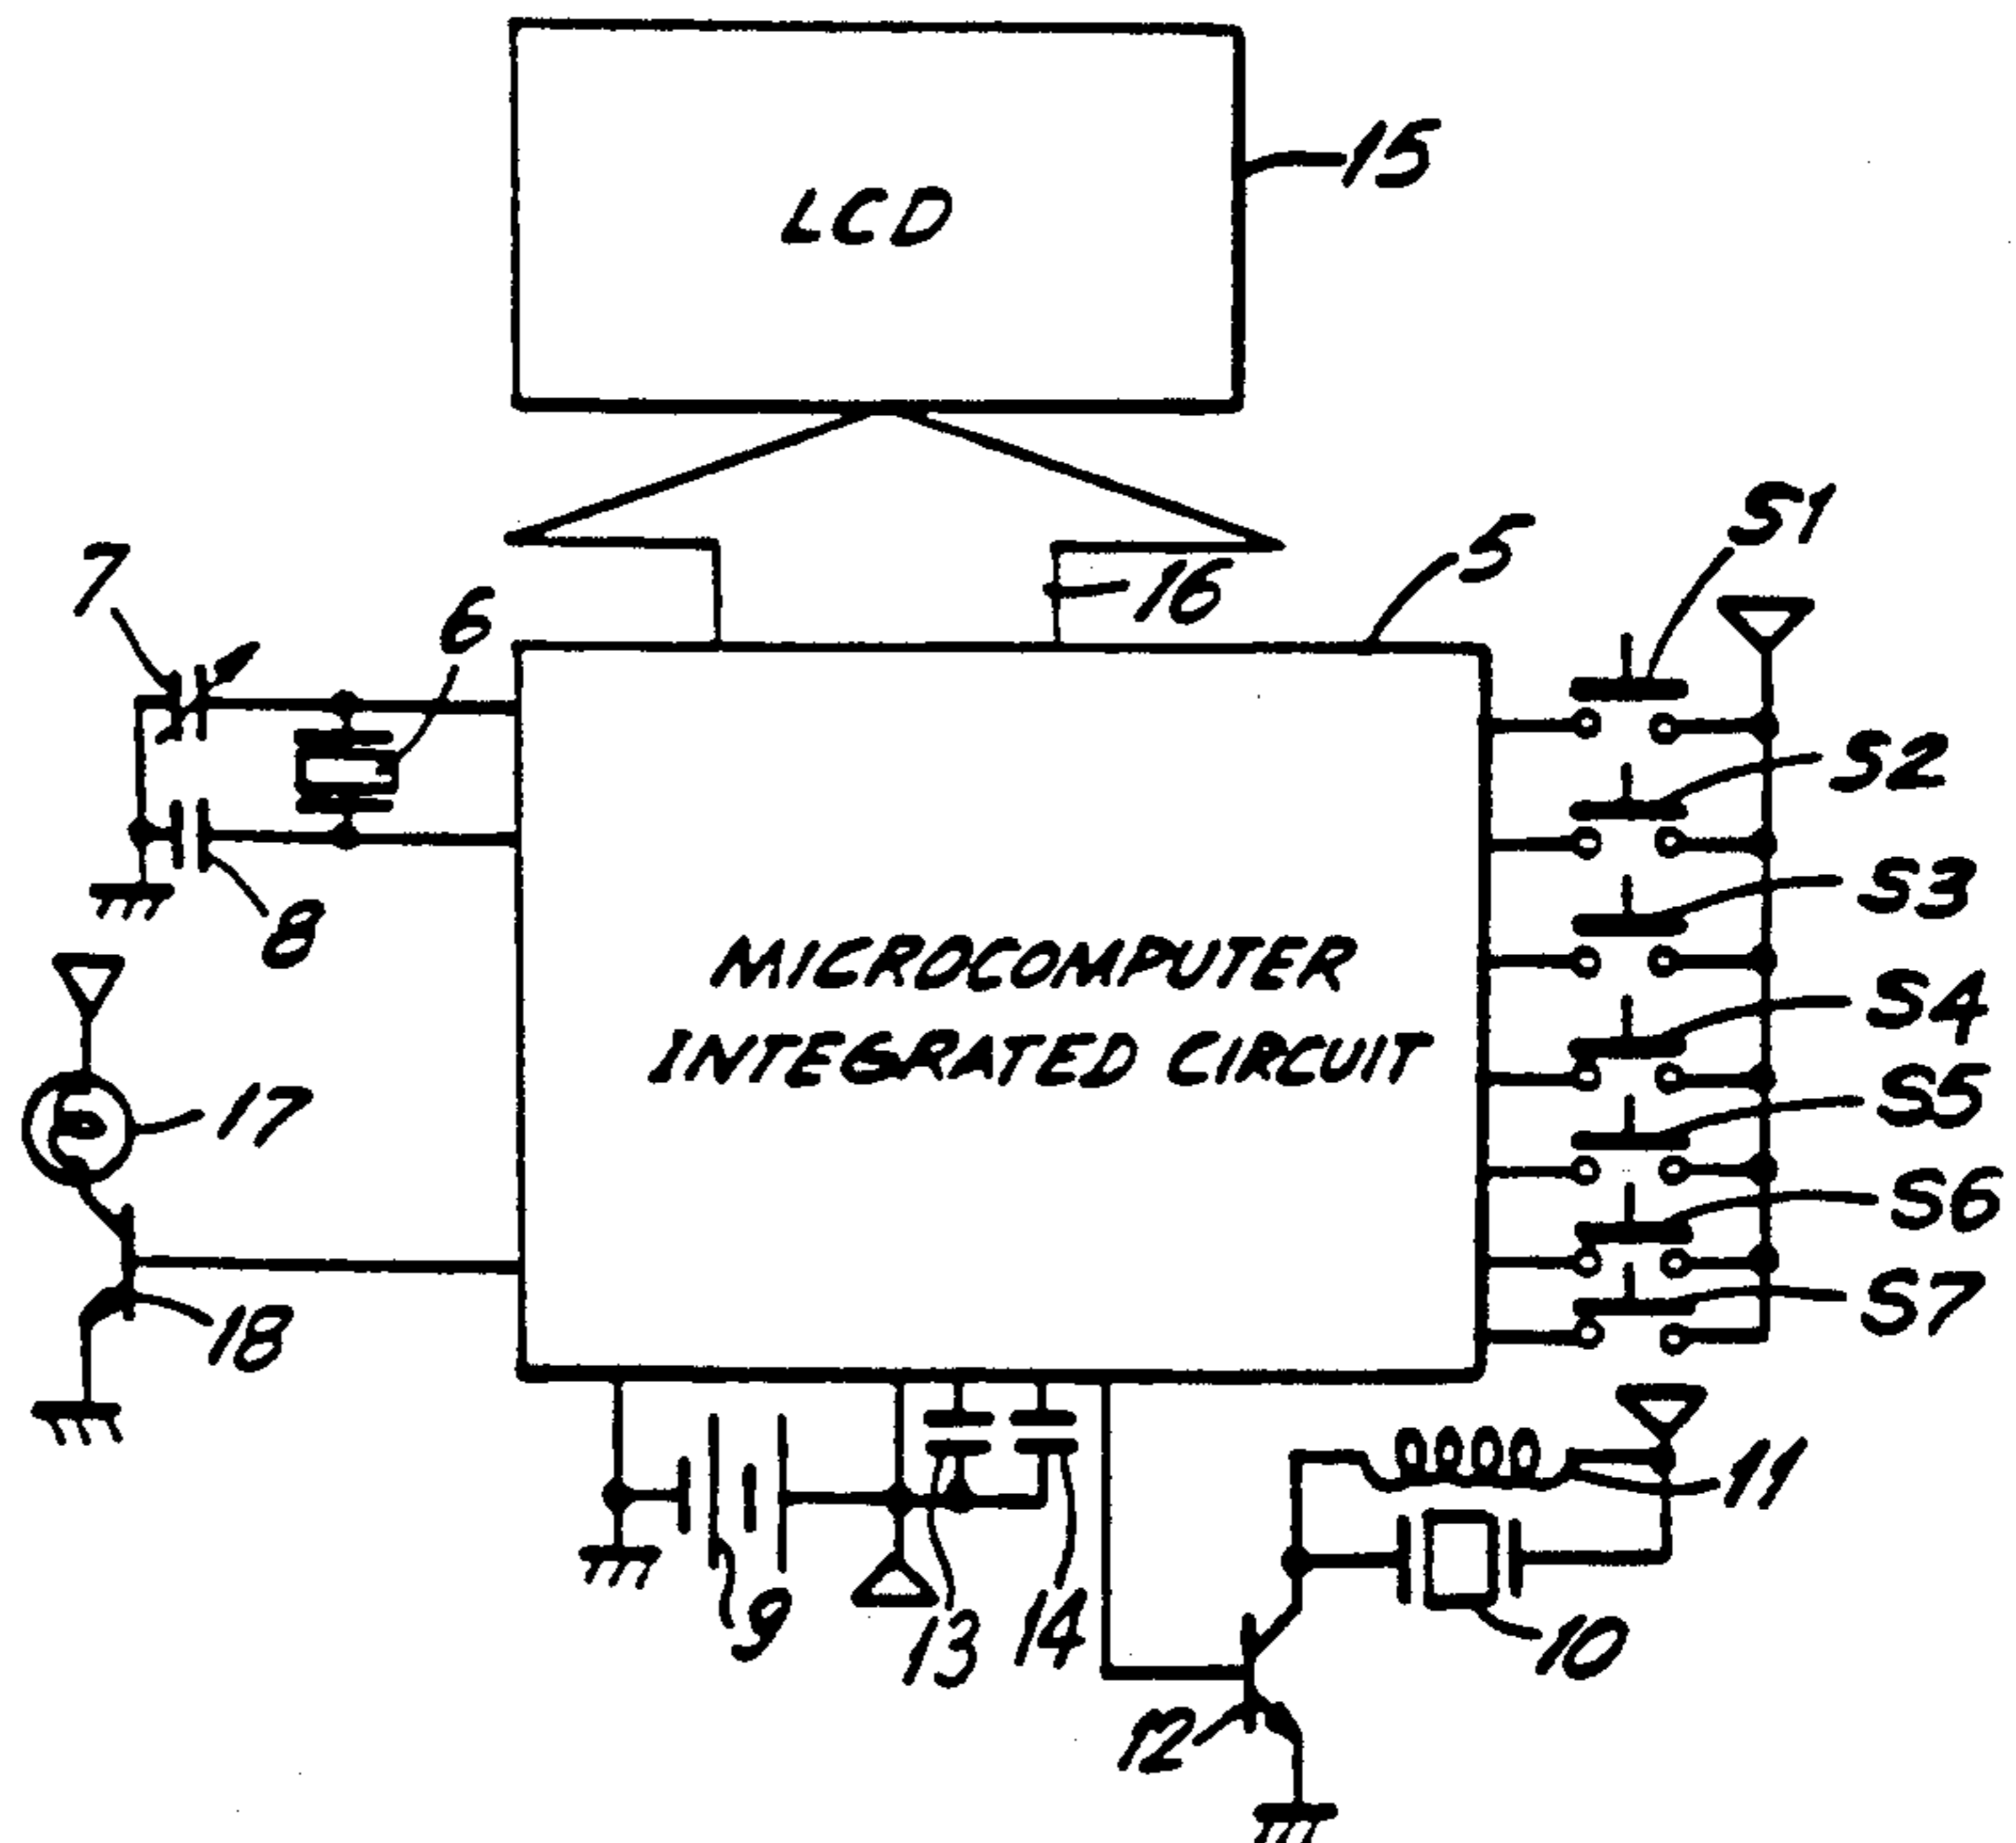 LCD
15
16
5
S1
7
6
S2
S3
8
MICROCOMPUTER
INTEGRATED CIRCUIT
S4
S5
17
S6
S7
18
11
9
13
14
10
12